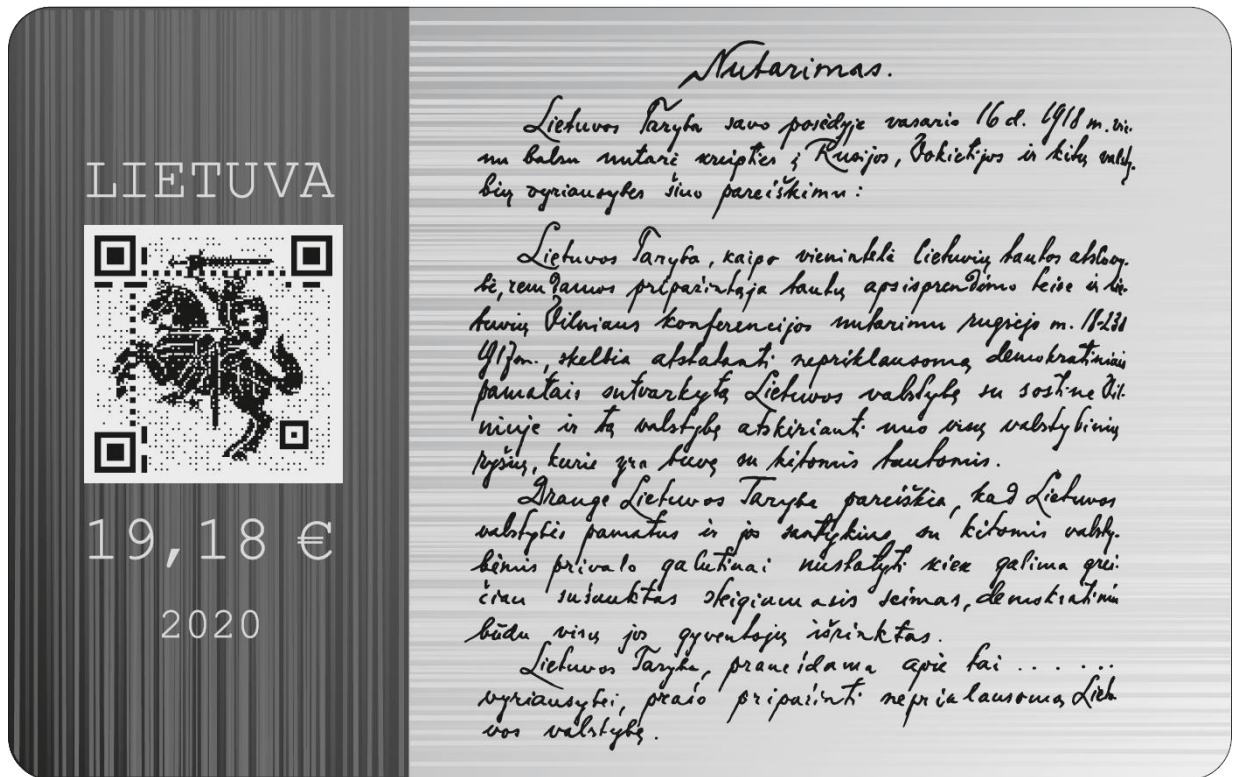 LIETUVA
19,18 €
2020
Nutarimas.
Lietuvos Taryba savo posėdyje vasario 16 d. 1918 m. vie-
nu balsu nutarė kreipties į Rusijos, Vokietijos ir kitų valsty-
bių vyriausybes šiuo pareiškimu:
Lietuvos Taryba, kaipo vienintelė lietuvių tautos atstovy-
bė, remdamos pripažintąja tautų apsisprendimo teise ir lie-
tuvių Vilniaus konferencijos nutarimu rugsėjo m. 18-23 d
1917 m., skelbia atstatanti nepriklausomą demokratiniais
pamatais sutvarkytą Lietuvos valstybę su sostine Vil-
niuje ir tą valstybę atskirianti nuo visų valstybinių
ryšių, kurie yra buvę su kitomis tautomis.
Drauge Lietuvos Taryba pareiškia, kad Lietuvos
valstybės pamatus ir jos santykius su kitomis valsty-
bėmis privalo galutinai nustatyti kiek galima grei-
čiau sušauktas steigiamasis seimas, demokratiniu
būdu visų jos gyventojų išrinktas.
Lietuvos Taryba, pranešdama apie tai . . . . . .
vyriausybei, prašo pripažinti nepriklausomą Lietu-
vos valstybę.